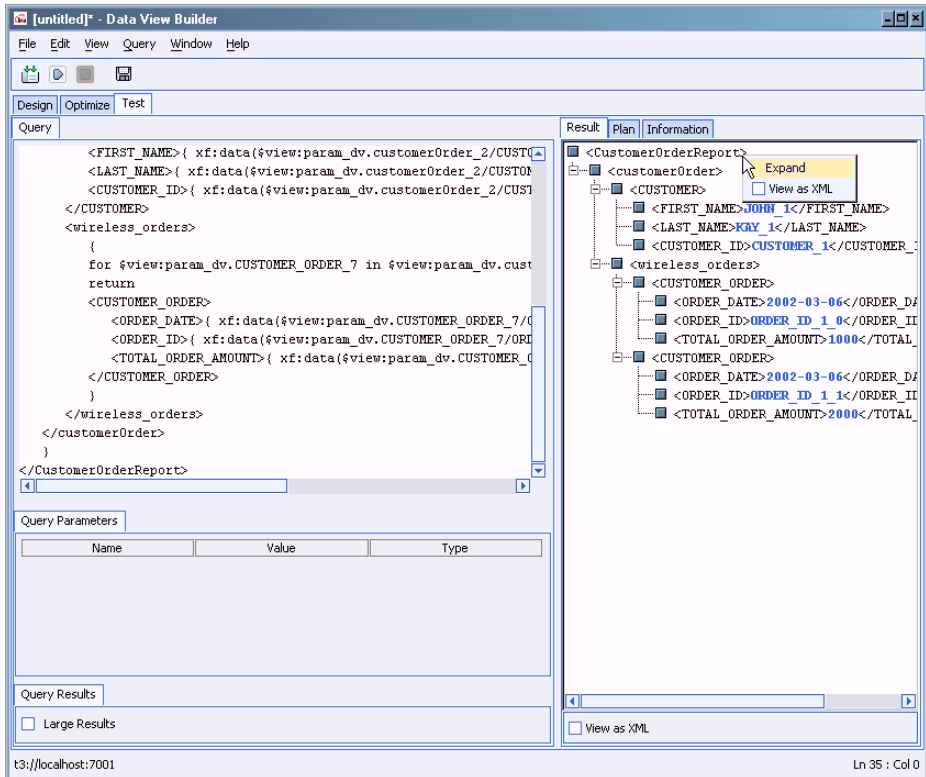 [untitled]* - Data View Builder
File Edit View Query Window Help
Design Optimize Test
Query
<FIRST_NAME>{ xf:data($view:param_dv.customerOrder_2/CUSTO
<LAST_NAME>{ xf:data($view:param_dv.customerOrder_2/CUSTOM
<CUSTOMER_ID>{ xf:data($view:param_dv.customerOrder_2/CUST
</CUSTOMER>
<wireless_orders>
{
for $view:param_dv.CUSTOMER_ORDER_7 in $view:param_dv.cust
return
<CUSTOMER_ORDER>
<ORDER_DATE>{ xf:data($view:param_dv.CUSTOMER_ORDER_7/O
<ORDER_ID>{ xf:data($view:param_dv.CUSTOMER_ORDER_7/ORD
<TOTAL_ORDER_AMOUNT>{ xf:data($view:param_dv.CUSTOMER_O
</CUSTOMER_ORDER>
}
</wireless_orders>
</customerOrder>
}
</CustomerOrderReport>
Query Parameters
Name Value Type
Query Results
Large Results
Result Plan Information
<CustomerOrderReport>
<customerOrder>
Expand
View as XML
<CUSTOMER>
<FIRST_NAME>JOHN_1</FIRST_NAME>
<LAST_NAME>KAY_1</LAST_NAME>
<CUSTOMER_ID>CUSTOMER_1</CUSTOMER_I
<wireless_orders>
<CUSTOMER_ORDER>
<ORDER_DATE>2002-03-06</ORDER_DA
<ORDER_ID>ORDER_ID_1_0</ORDER_ID
<TOTAL_ORDER_AMOUNT>1000</TOTAL_
<CUSTOMER_ORDER>
<ORDER_DATE>2002-03-06</ORDER_DA
<ORDER_ID>ORDER_ID_1_1</ORDER_ID
<TOTAL_ORDER_AMOUNT>2000</TOTAL_
View as XML
t3://localhost:7001
Ln 35 : Col 0